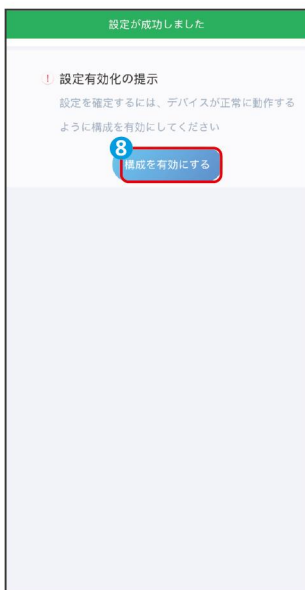 設定が成功しました
! 設定有効化の提示
設定を確定するには、デバイスが正常に動作する
ように構成を有効にしてください
8
構成を有効にする